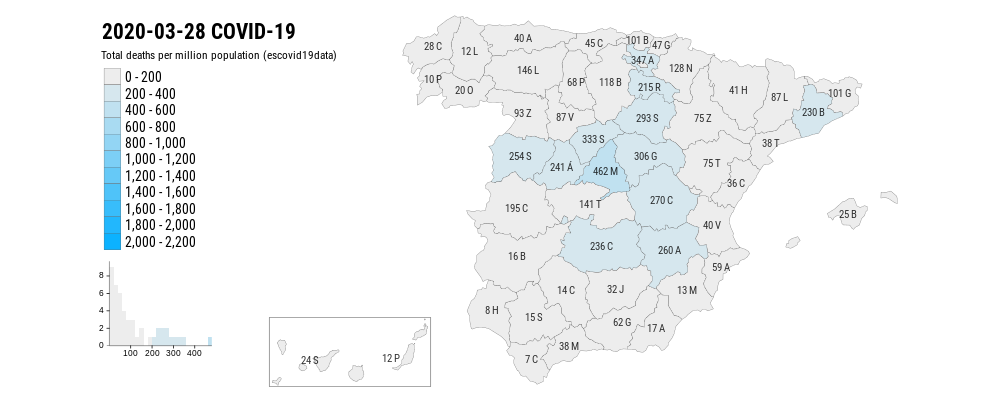 2020-03-28 COVID-19
Total deaths per million population (escovid19data)
0 - 200
200 - 400
400 - 600
600 - 800
800 - 1,000
1,000 - 1,200
1,200 - 1,400
1,400 - 1,600
1,600 - 1,800
1,800 - 2,000
2,000 - 2,200
8
6
4
2
0
100 200 300 400
28 C
12 L
40 A
45 C
101 B
47 G
10 P
20 O
146 L
68 P
118 B
347 A
128 N
215 R
41 H
87 L
101 G
230 B
93 Z
87 V
293 S
75 Z
38 T
254 S
241 Á
333 S
462 M
306 G
75 T
36 C
195 C
141 T
270 C
40 V
25 B
16 B
236 C
260 A
59 A
8 H
15 S
14 C
32 J
13 M
7 C
38 M
62 G
17 A
24 S
12 P